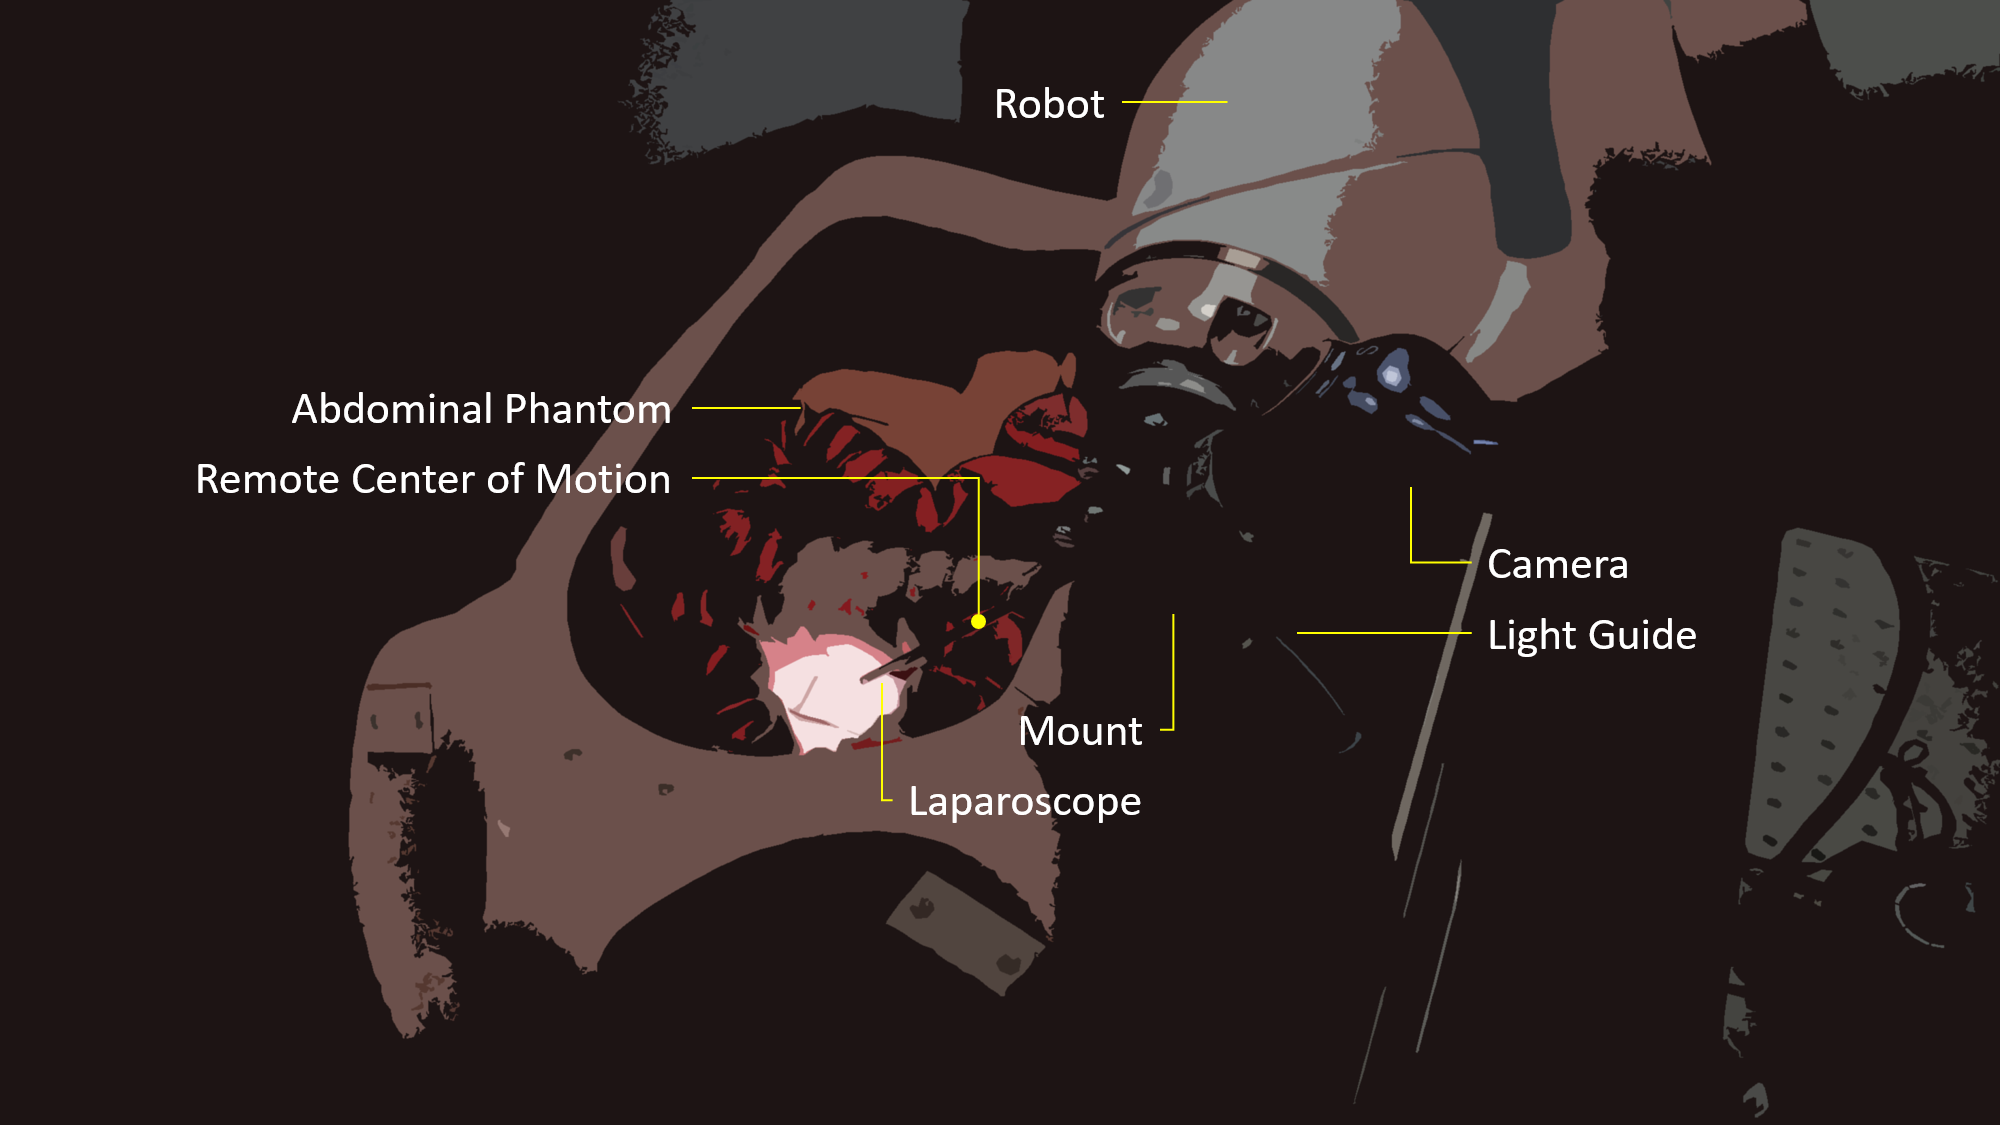 Robot
Abdominal Phantom
Remote Center of Motion
Camera
Light Guide
Mount
Laparoscope